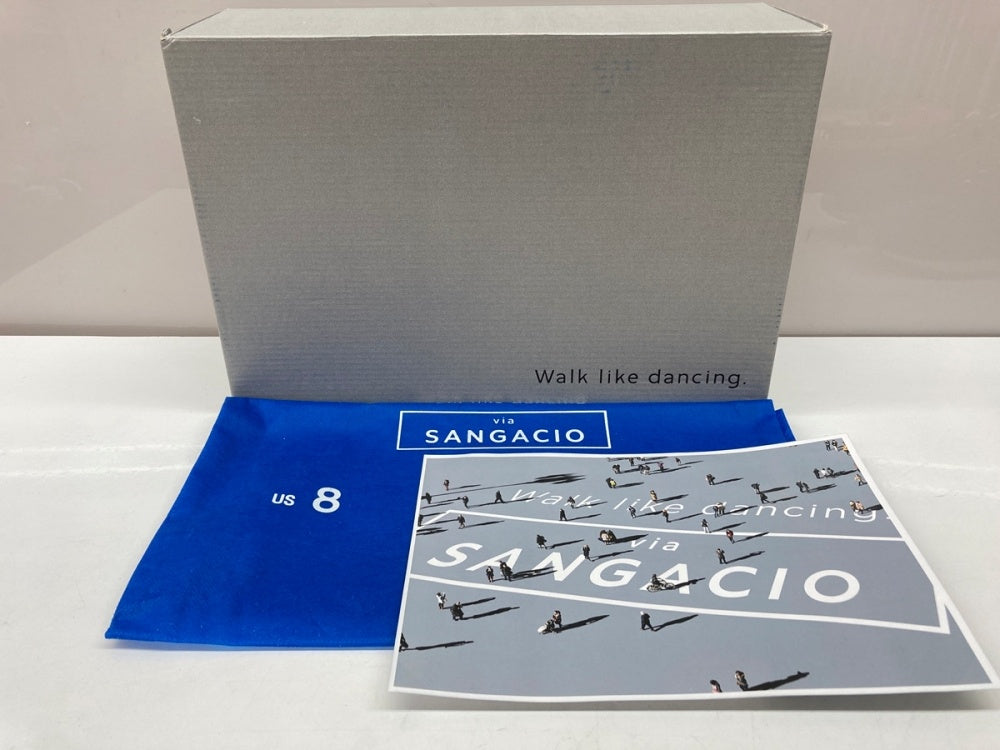 Walk like dancing.
via
SANGACIO
US 8
Walk like dancing.
via
SANGACIO